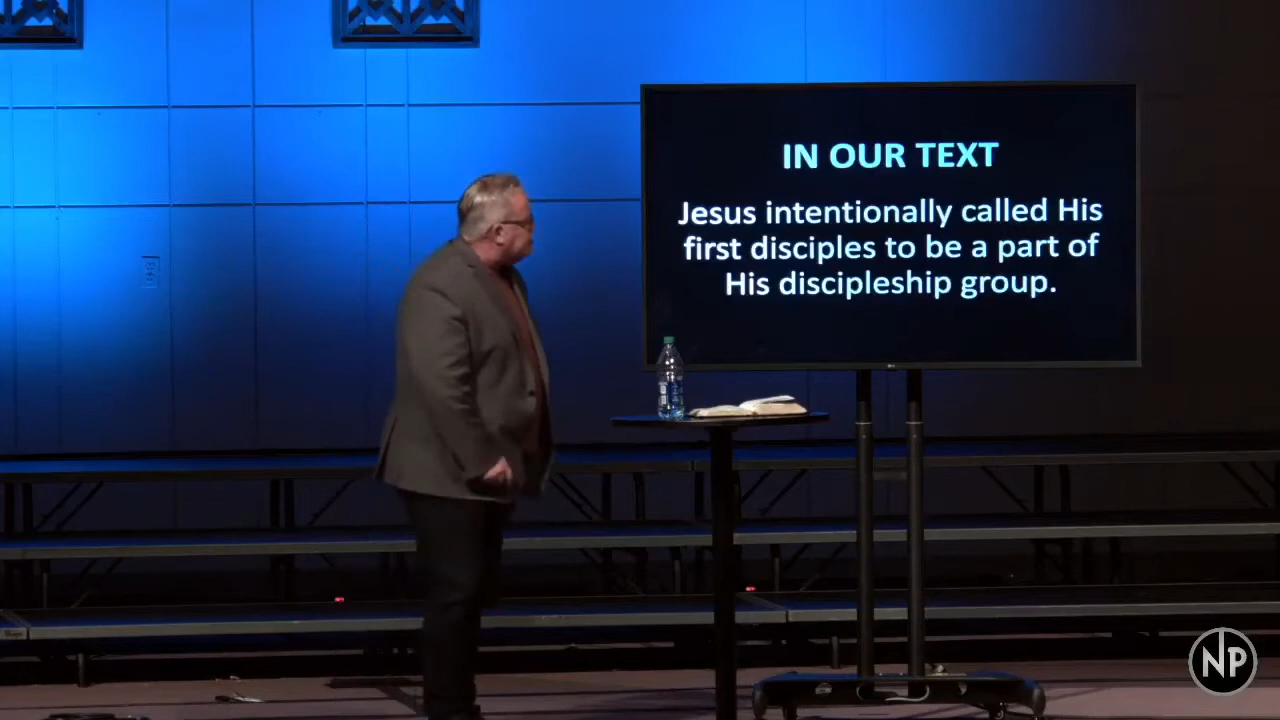 IN OUR TEXT
Jesus intentionally called His
first disciples to be a part of
His discipleship group.
NP